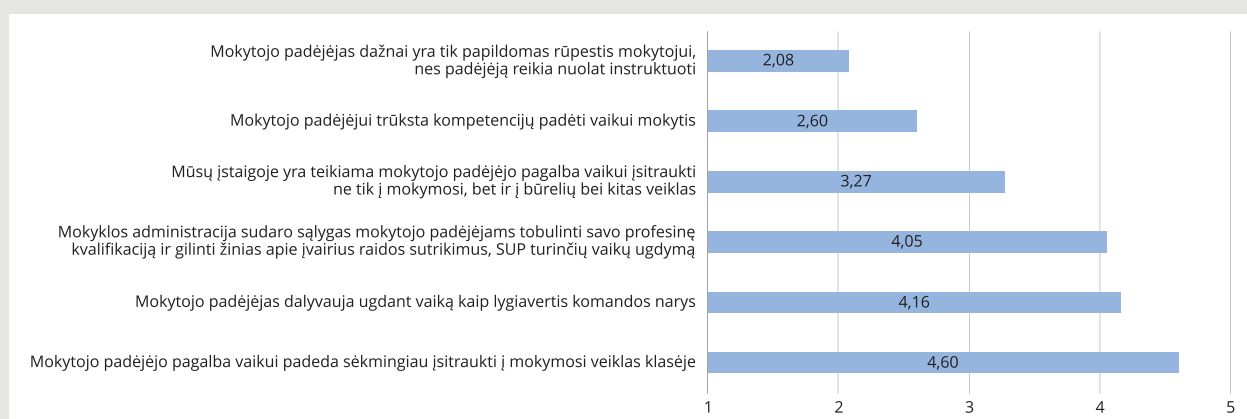 Mokytojo padėjėjas dažnai yra tik papildomas rūpestis mokytojui,
nes padėjėją reikia nuolat instruktuoti
2,08
Mokytojo padėjėjui trūksta kompetencijų padėti vaikui mokytis
2,60
Mūsų įstaigoje yra teikiama mokytojo padėjėjo pagalba vaikui įsitraukti
ne tik į mokymosi, bet ir į būrelių bei kitas veiklas
3,27
Mokyklos administracija sudaro sąlygas mokytojo padėjėjams tobulinti savo profesinę
kvalifikaciją ir gilinti žinias apie įvairius raidos sutrikimus, SUP turinčių vaikų ugdymą
4,05
Mokytojo padėjėjas dalyvauja ugdant vaiką kaip lygiavertis komandos narys
4,16
Mokytojo padėjėjo pagalba vaikui padeda sėkmingiau įsitraukti į mokymosi veiklas klasėje
4,60
1 2 3 4 5